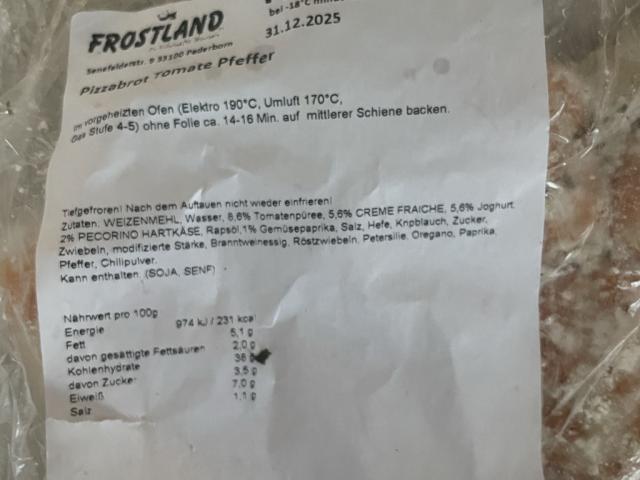 bei -18°C
31.12.2025
FROSTLAND
Senefelderstr. 9 33100 Paderborn
Pizzabrot Tomate Pfeffer
Im vorgeheizten Ofen (Elektro 190°C, Umluft 170°C,
Gas Stufe 4-5) ohne Folie ca. 14-16 Min. auf mittlerer Schiene backen.
Tiefgefroren! Nach dem Auftauen nicht wieder einfrieren!
Zutaten: WEIZENMEHL, Wasser, 8,6% Tomatenpüree, 5,6% CREME FRAICHE, 5,6% Joghurt,
2% PECORINO HARTKÄSE, Rapsöl,1% Gemüsepaprika, Salz, Hefe, Knoblauch, Zucker,
Zwiebeln, modifizierte Stärke, Branntweinessig, Röstzwiebeln, Petersilie, Oregano, Paprika,
Pfeffer, Chilipulver.
Kann enthalten: (SOJA, SENF)
Nährwert pro 100g
Energie 974 kJ / 231 kcal
Fett 5,1 g
davon gesättigte Fettsäuren 2,0 g
Kohlenhydrate 38 g
davon Zucker 3,5 g
Eiweiß 7,0 g
Salz 1,1 g